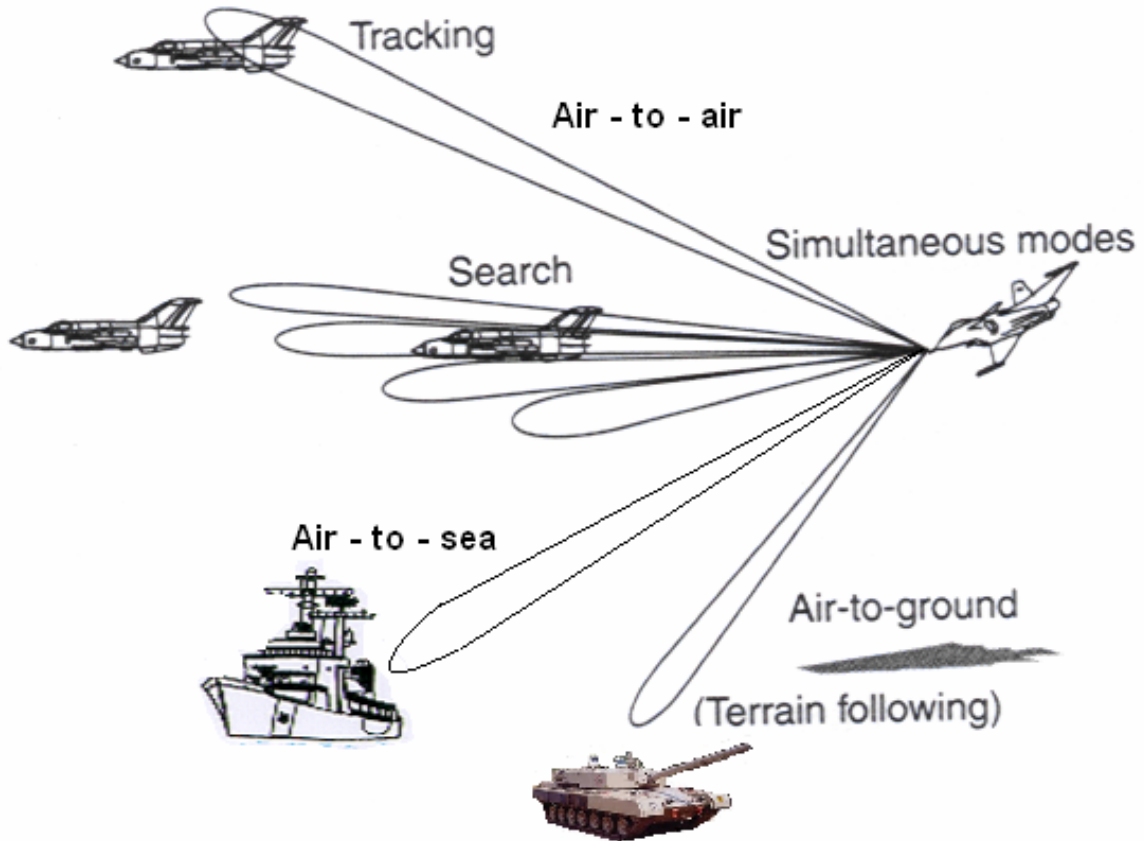 Tracking
Air - to - air
Simultaneous modes
Search
Air - to - sea
Air-to-ground
(Terrain following)